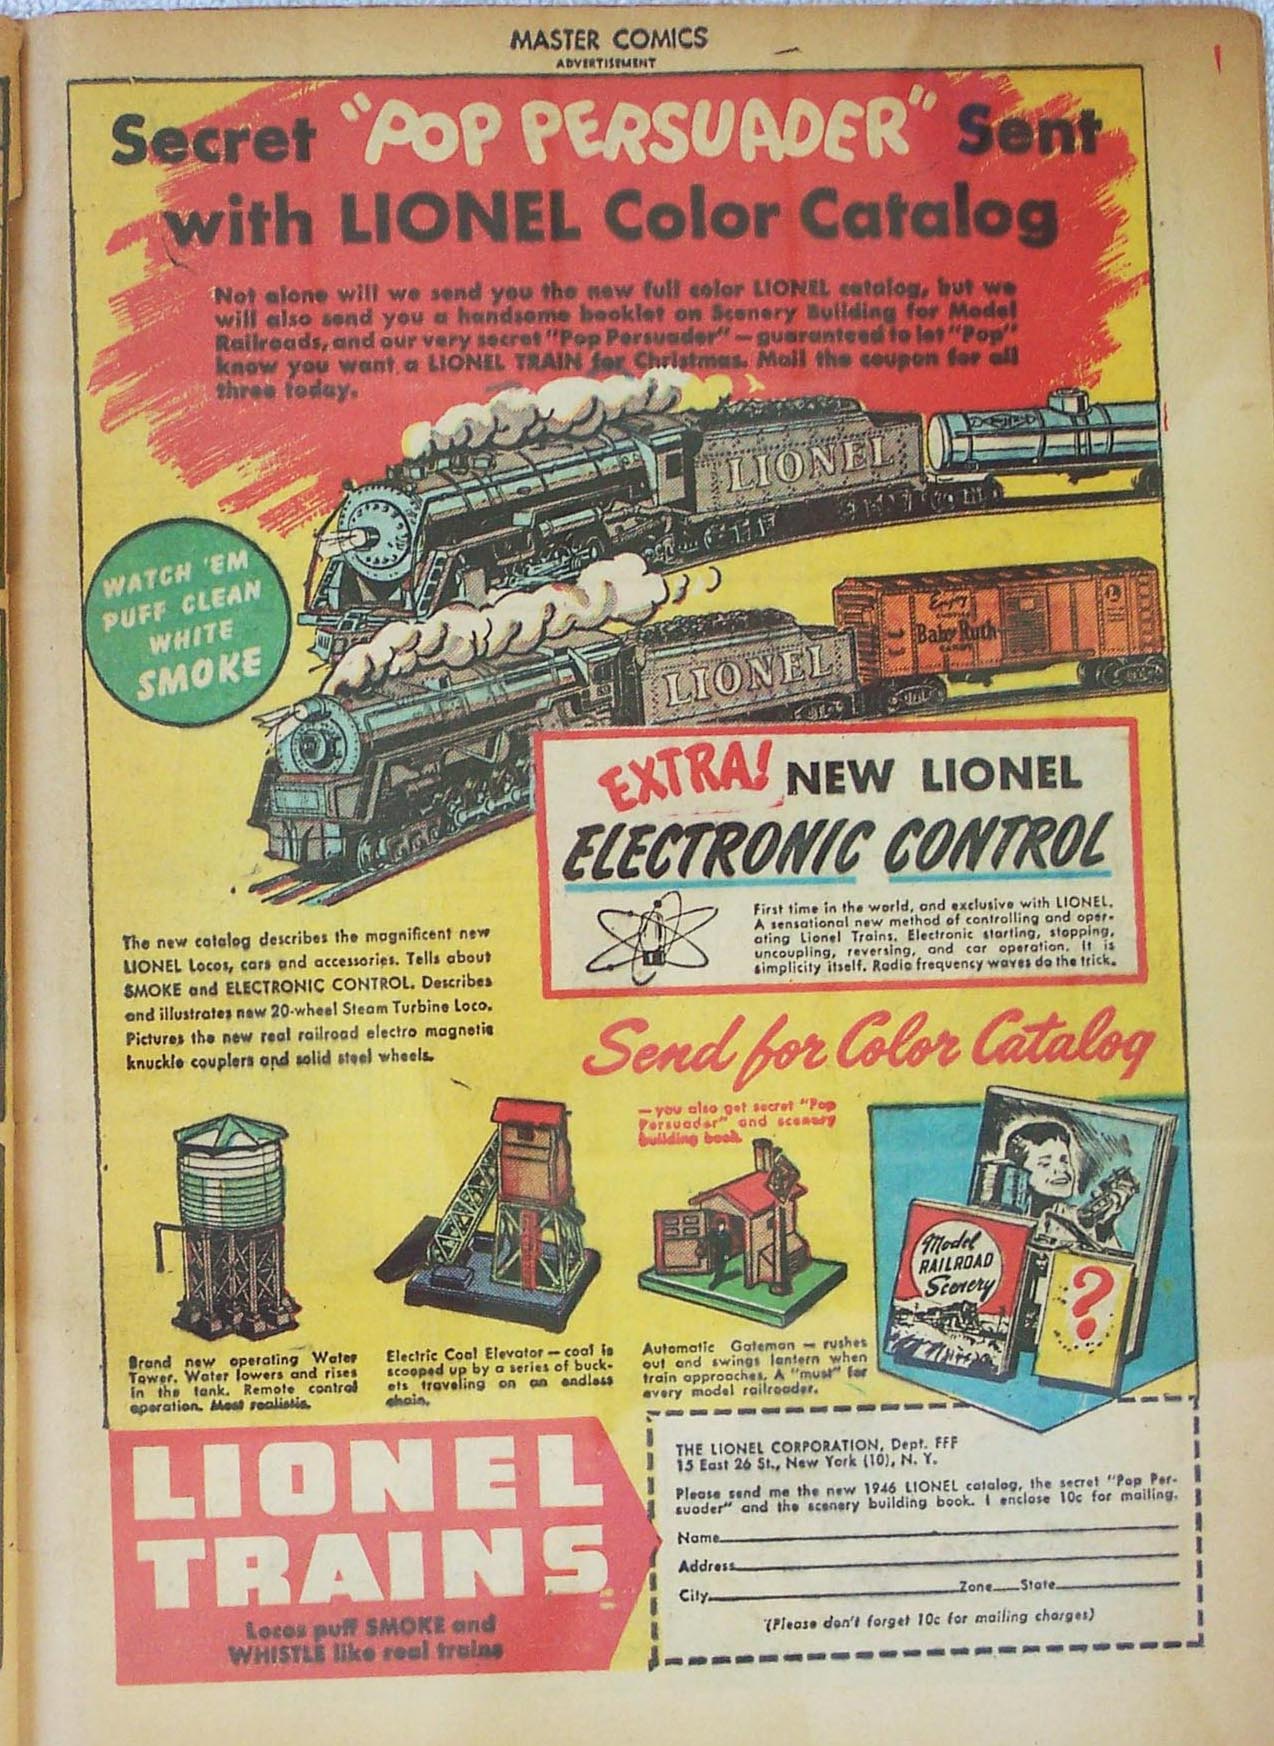 MASTER COMICS
ADVERTISEMENT
Secret "POP PERSUADER" Sent
with LIONEL Color Catalog
Not alone will we send you the new full color LIONEL catalog, but we
will also send you a handsome booklet on Scenery Building for Model
Railroads, and our very secret "Pop Persuader" — guaranteed to let "Pop"
know you want a LIONEL TRAIN for Christmas. Mail the coupon for all
three today.
LIONEL
WATCH 'EM
PUFF CLEAN
WHITE
SMOKE
LIONEL
Enjoy
Baby Ruth
CANDY
L
EXTRA! NEW LIONEL
ELECTRONIC CONTROL
First time in the world, and exclusive with LIONEL.
A sensational new method of controlling and oper-
ating Lionel Trains. Electronic starting, stopping,
uncoupling, reversing, and car operation. It is
simplicity itself. Radio frequency waves do the trick.
The new catalog describes the magnificent new
LIONEL Locos, cars and accessories. Tells about
SMOKE and ELECTRONIC CONTROL. Describes
and illustrates new 20-wheel Steam Turbine Loco.
Pictures the new real railroad electro magnetic
knuckle couplers and solid steel wheels.
Send for Color Catalog
— you also get secret "Pop
Persuader" and scenery
building book.
Model
RAILROAD
Scenery
?
Brand new operating Water
Tower. Water lowers and rises
in the tank. Remote control
operation. Most realistic.
Electric Coal Elevator — coal is
scooped up by a series of buck-
ets traveling on an endless
chain.
Automatic Gateman — rushes
out and swings lantern when
train approaches. A "must" for
every model railroader.
LIONEL
TRAINS
Locos puff SMOKE and
WHISTLE like real trains
THE LIONEL CORPORATION, Dept. FFF
15 East 26 St., New York (10), N. Y.
Please send me the new 1946 LIONEL catalog, the secret "Pop Per-
suader" and the scenery building book. I enclose 10c for mailing.
Name
Address
City Zone State
(Please don't forget 10c for mailing charges)